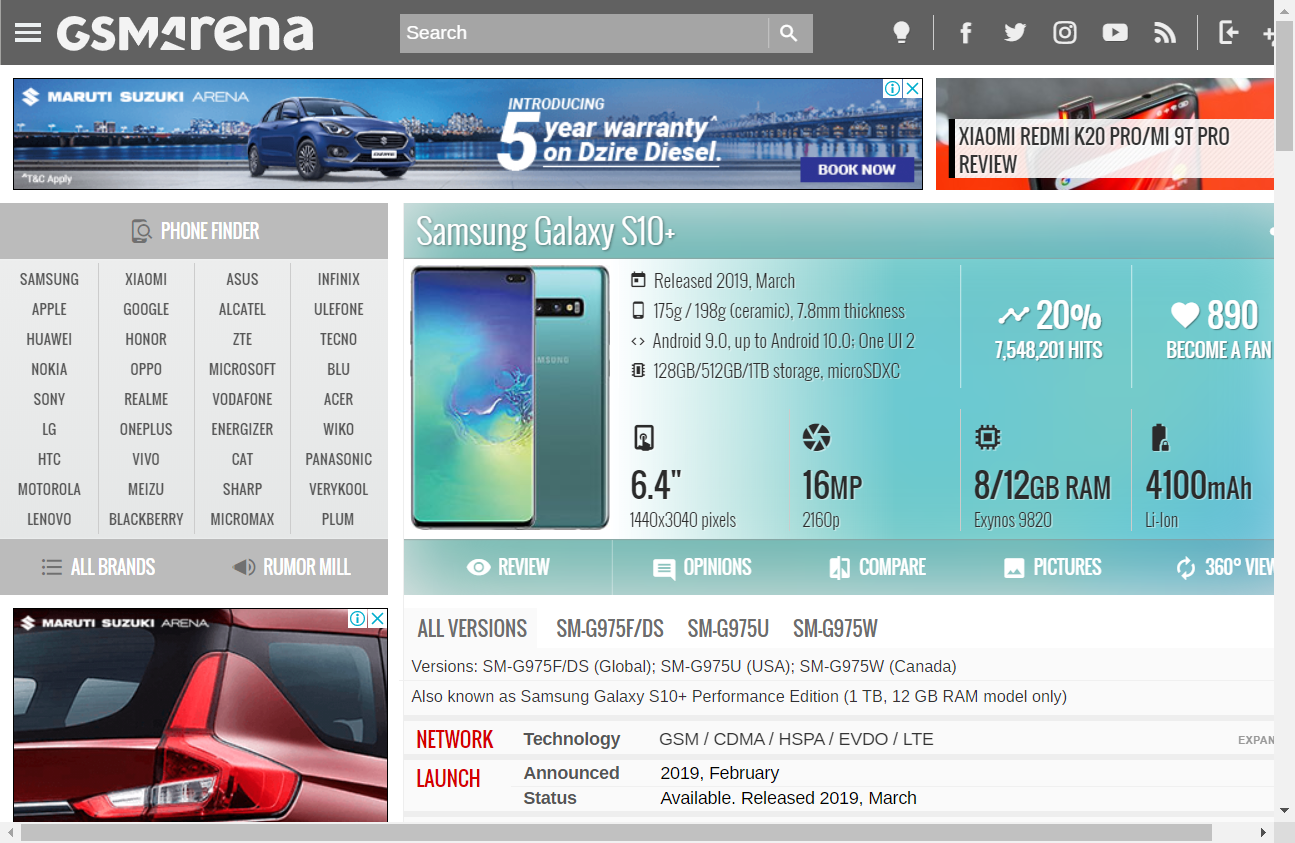 GSMArena
Search
MARUTI SUZUKI ARENA
INTRODUCING
5 year warranty^
on Dzire Diesel.
BOOK NOW
^T&C Apply
XIAOMI REDMI K20 PRO/MI 9T PRO
REVIEW
PHONE FINDER
SAMSUNG XIAOMI ASUS INFINIX
APPLE GOOGLE ALCATEL ULEFONE
HUAWEI HONOR ZTE TECNO
NOKIA OPPO MICROSOFT BLU
SONY REALME VODAFONE ACER
LG ONEPLUS ENERGIZER WIKO
HTC VIVO CAT PANASONIC
MOTOROLA MEIZU SHARP VERYKOOL
LENOVO BLACKBERRY MICROMAX PLUM
ALL BRANDS RUMOR MILL
MARUTI SUZUKI ARENA
Samsung Galaxy S10+
SAMSUNG
Released 2019, March
175g / 198g (ceramic), 7.8mm thickness
Android 9.0, up to Android 10.0; One UI 2
128GB/512GB/1TB storage, microSDXC
20%
7,548,201 HITS
890
BECOME A FAN
6.4"
1440x3040 pixels
16MP
2160p
8/12GB RAM
Exynos 9820
4100mAh
Li-Ion
REVIEW OPINIONS COMPARE PICTURES 360° VIEW
ALL VERSIONS SM-G975F/DS SM-G975U SM-G975W
Versions: SM-G975F/DS (Global); SM-G975U (USA); SM-G975W (Canada)
Also known as Samsung Galaxy S10+ Performance Edition (1 TB, 12 GB RAM model only)
NETWORK Technology GSM / CDMA / HSPA / EVDO / LTE EXPAN
LAUNCH Announced 2019, February
Status Available. Released 2019, March